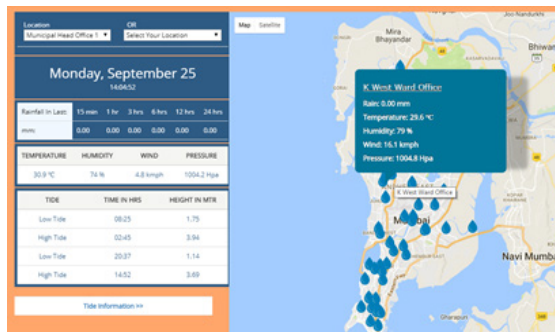 Location
Municipal Head Office 1
OR
Select Your Location
Monday, September 25
14:04:52
Rainfall In Last: 15 min 1 hr 3 hrs 6 hrs 12 hrs 24 hrs
mm: 0.00 0.00 0.00 0.00 0.00 0.00
TEMPERATURE HUMIDITY WIND PRESSURE
30.9 °C 74 % 4.8 kmph 1004.2 Hpa
TIDE TIME IN HRS HEIGHT IN MTR
Low Tide 08:25 1.75
High Tide 02:45 3.94
Low Tide 20:37 1.14
High Tide 14:52 3.69
Tide Information >>
Map Satellite
Mira
Bhayandar
Bhiwan
K West Ward Office
Rain: 0.00 mm
Temperature: 29.6 °C
Humidity: 79 %
Wind: 16.1 kmph
Pressure: 1004.8 Hpa
K West Ward Office
Navi Mumba
Gharapuri